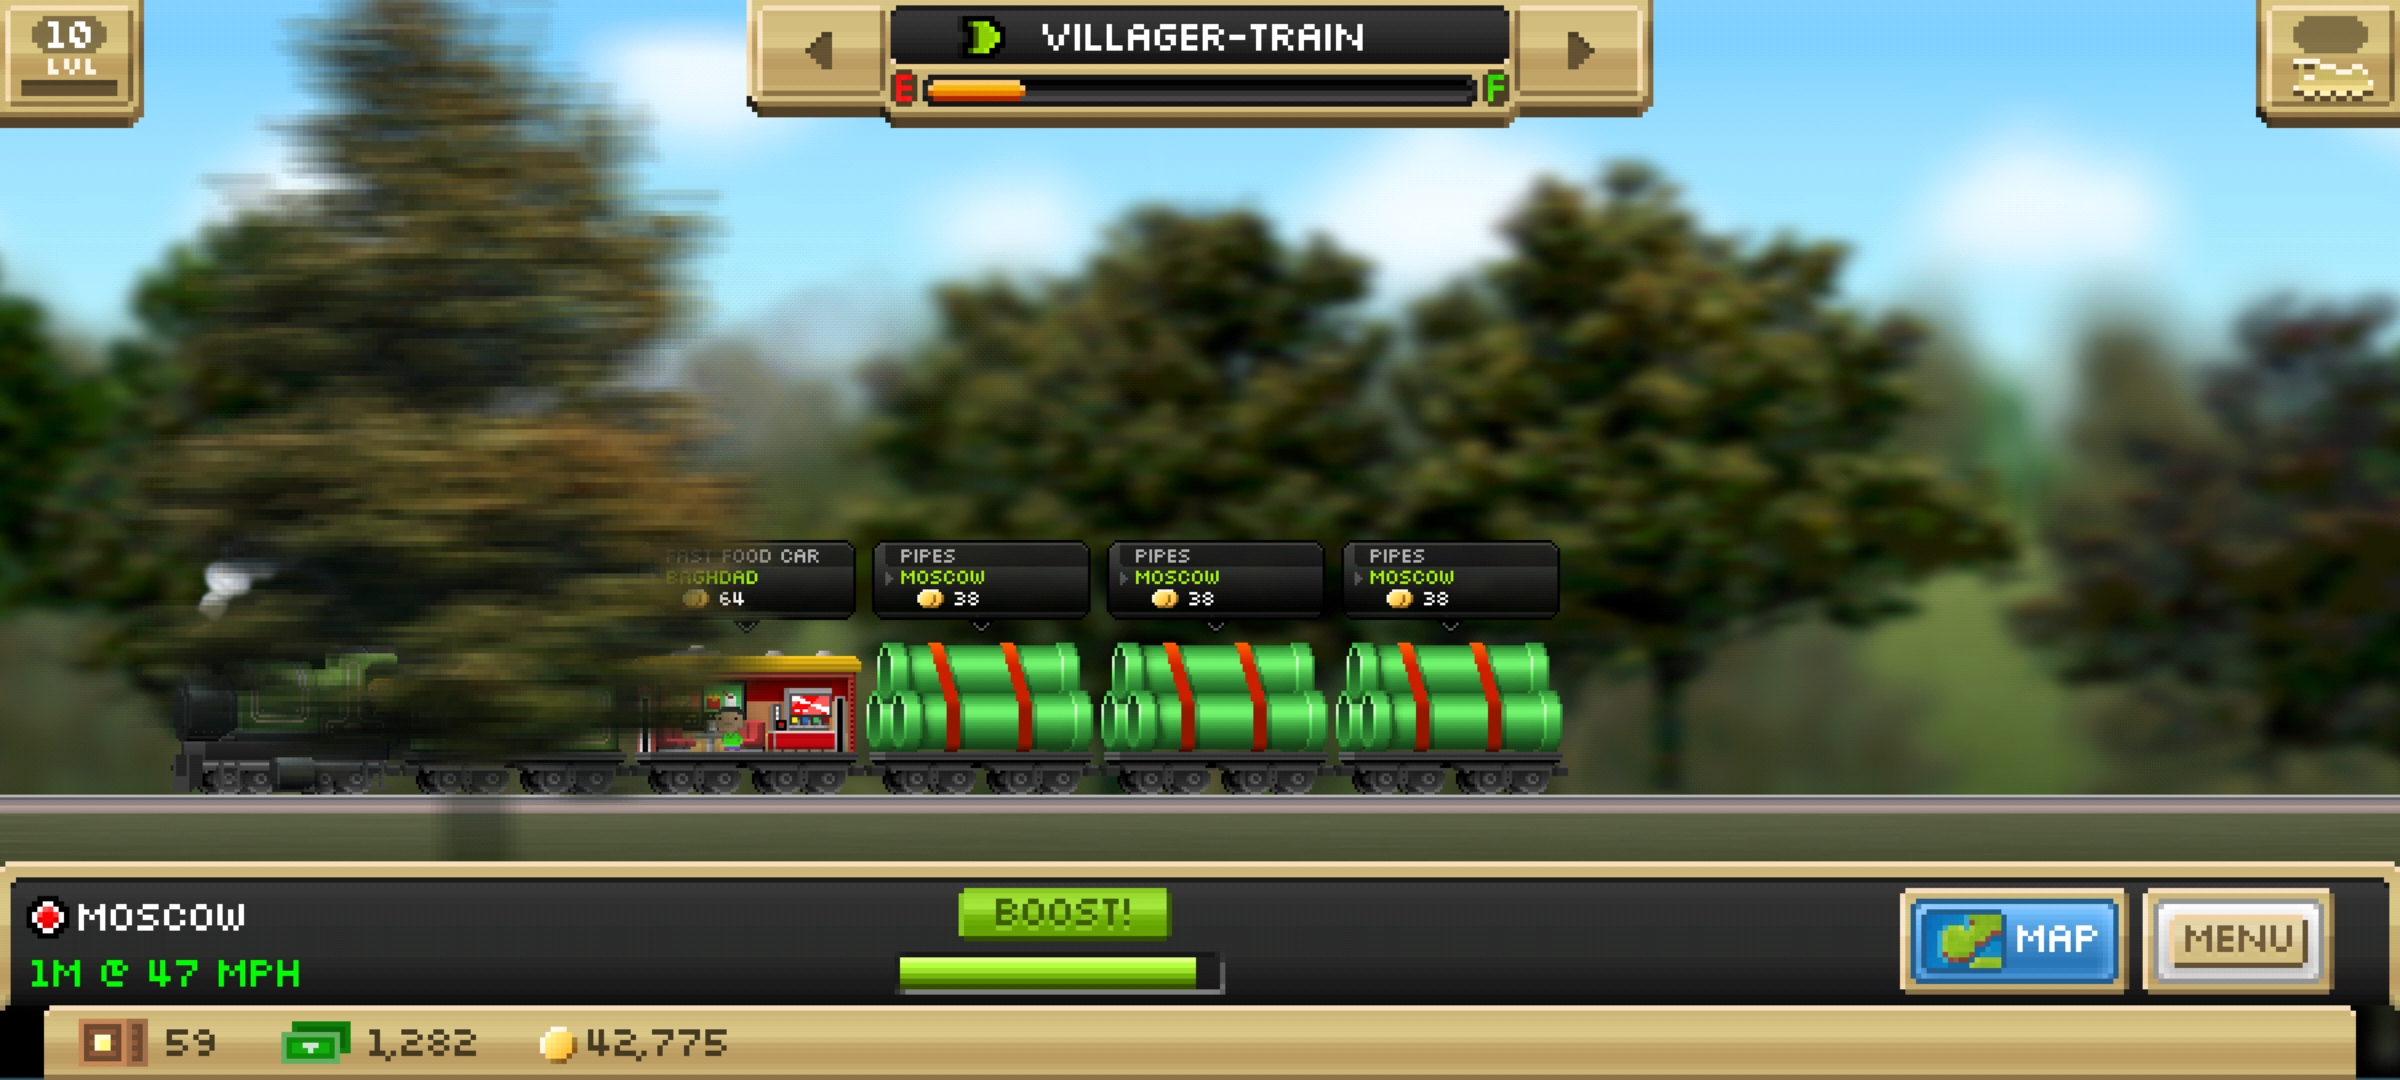 10
LVL
VILLAGER-TRAIN
E F
FAST FOOD CAR
BAGHDAD
64
PIPES
MOSCOW
38
PIPES
MOSCOW
38
PIPES
MOSCOW
38
MOSCOW
1M @ 47 MPH
BOOST!
MAP
MENU
59
1,282
42,775